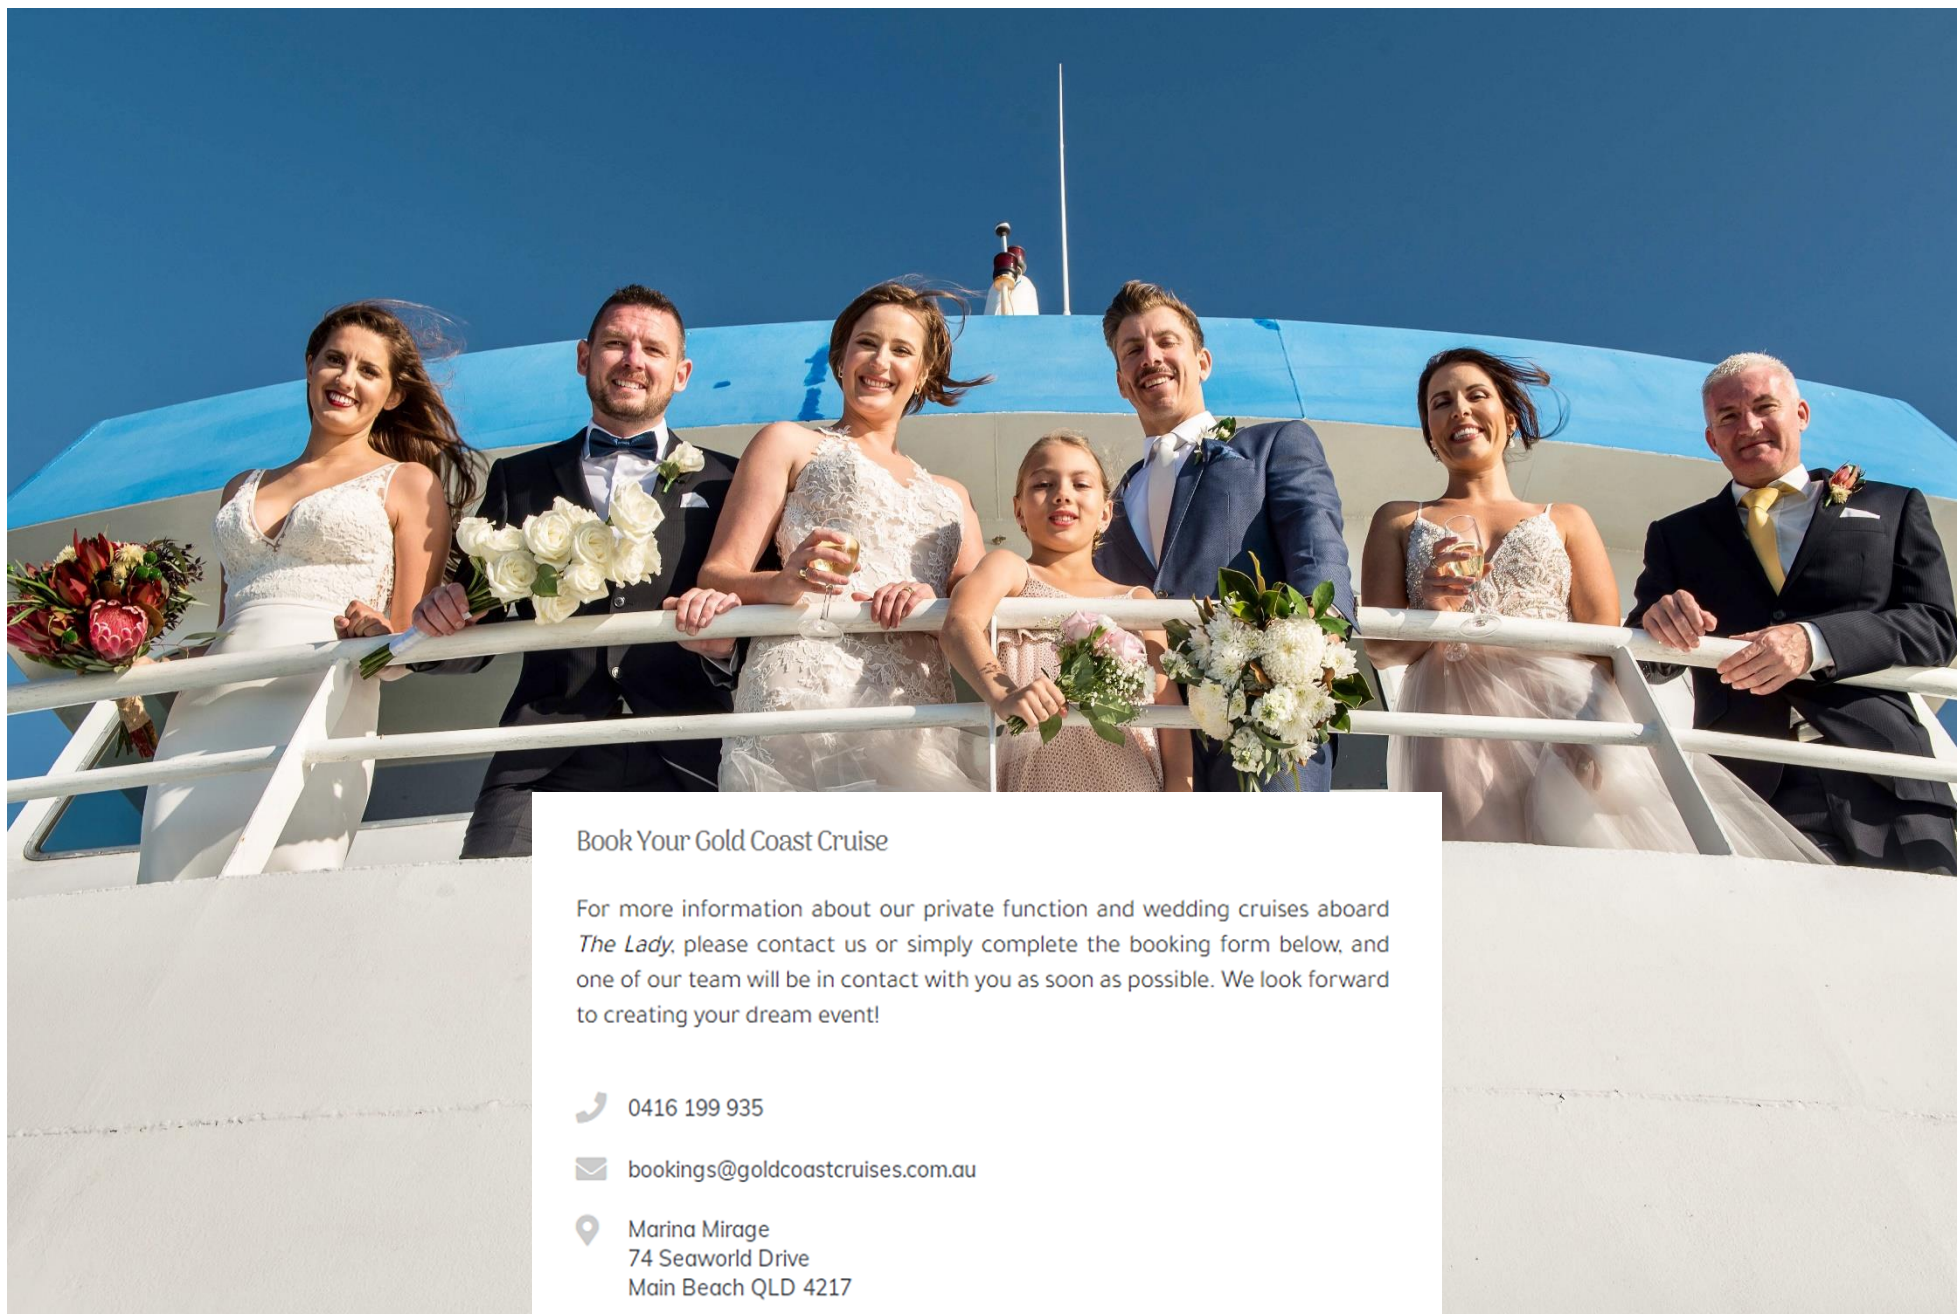 Book Your Gold Coast Cruise
For more information about our private function and wedding cruises aboard
The Lady, please contact us or simply complete the booking form below, and
one of our team will be in contact with you as soon as possible. We look forward
to creating your dream event!
0416 199 935
bookings@goldcoastcruises.com.au
Marina Mirage
74 Seaworld Drive
Main Beach QLD 4217